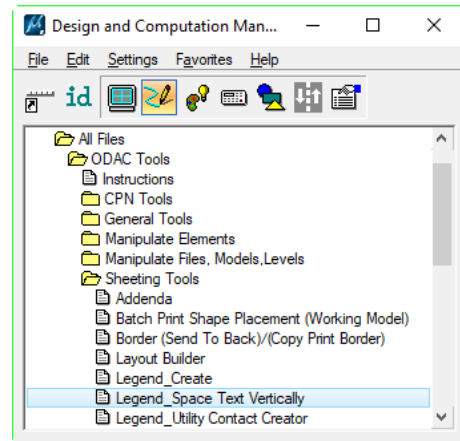 Design and Computation Man...
File Edit Settings Favorites Help
id
All Files
ODAC Tools
Instructions
CPN Tools
General Tools
Manipulate Elements
Manipulate Files, Models,Levels
Sheeting Tools
Addenda
Batch Print Shape Placement (Working Model)
Border (Send To Back)/(Copy Print Border)
Layout Builder
Legend_Create
Legend_Space Text Vertically
Legend_Utility Contact Creator